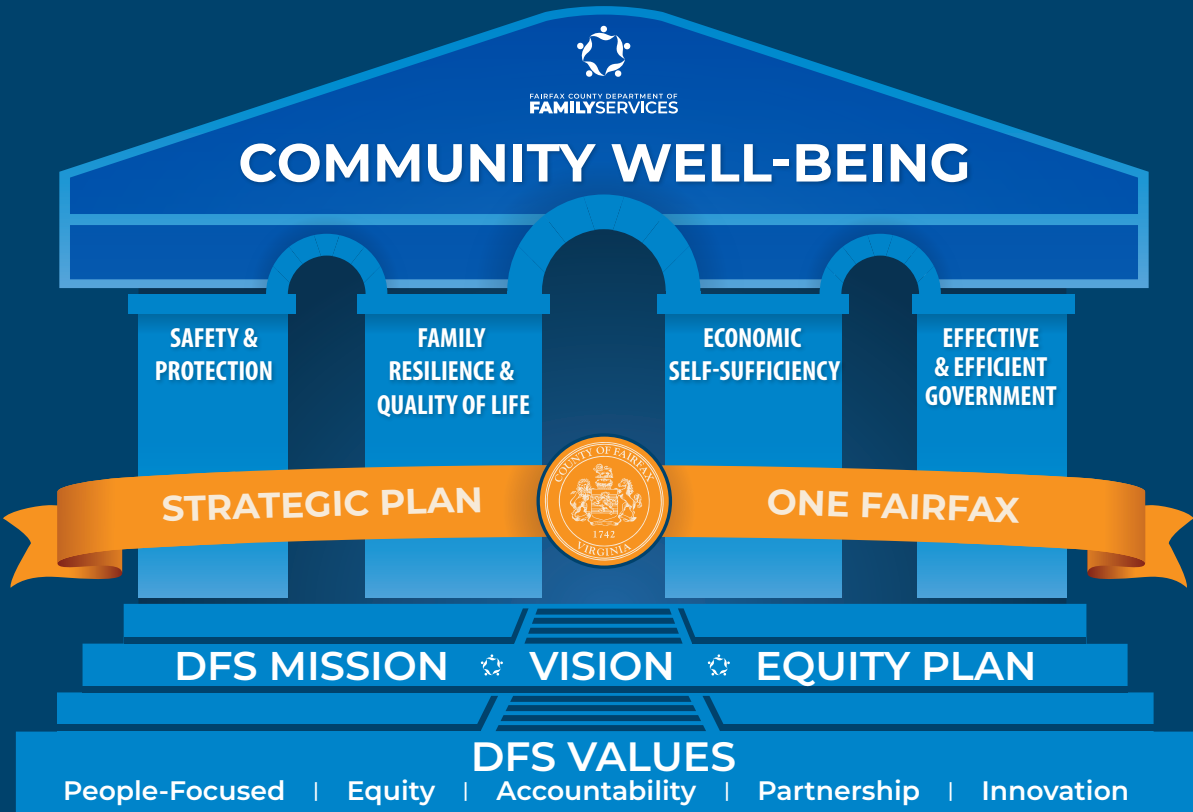 FAIRFAX COUNTY DEPARTMENT OF
FAMILYSERVICES
COMMUNITY WELL-BEING
SAFETY &
PROTECTION
FAMILY
RESILIENCE &
QUALITY OF LIFE
ECONOMIC
SELF-SUFFICIENCY
EFFECTIVE
& EFFICIENT
GOVERNMENT
STRATEGIC PLAN
COUNTY OF FAIRFAX
1742
VIRGINIA
ONE FAIRFAX
DFS MISSION VISION EQUITY PLAN
DFS VALUES
People-Focused | Equity | Accountability | Partnership | Innovation